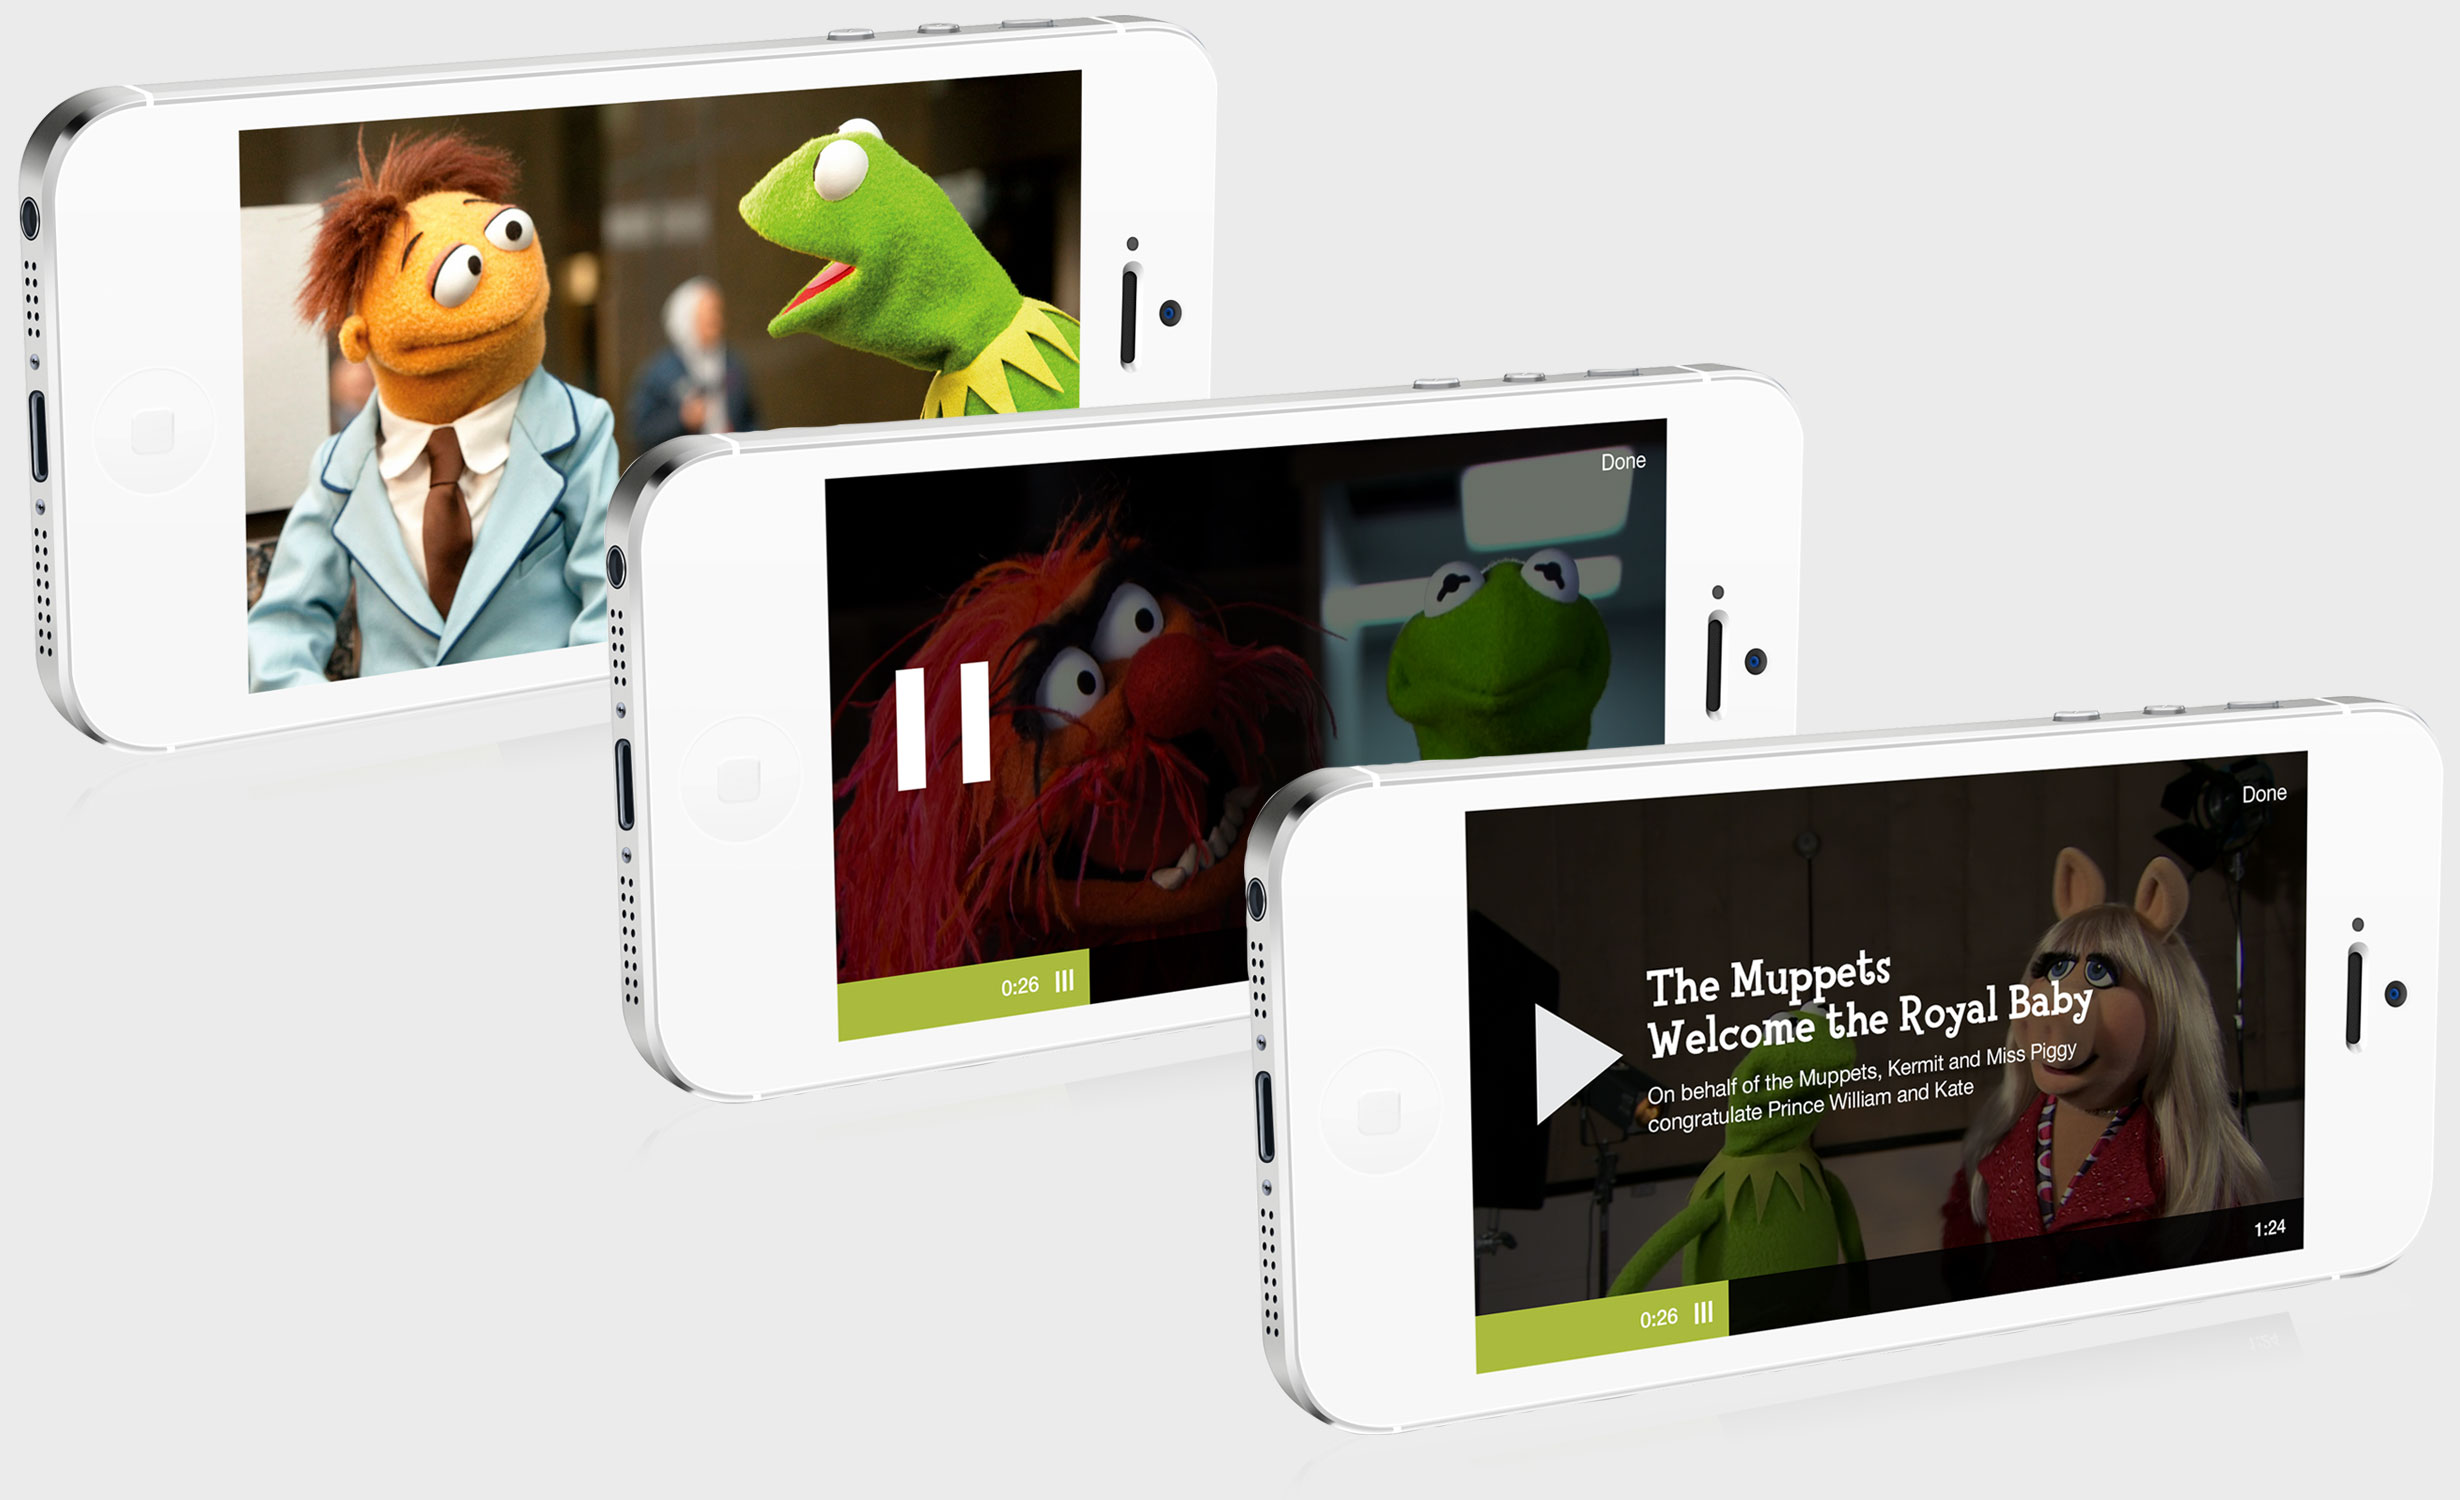 Done
0:26
Done
The Muppets
Welcome the Royal Baby
On behalf of the Muppets, Kermit and Miss Piggy
congratulate Prince William and Kate
1:24
0:26